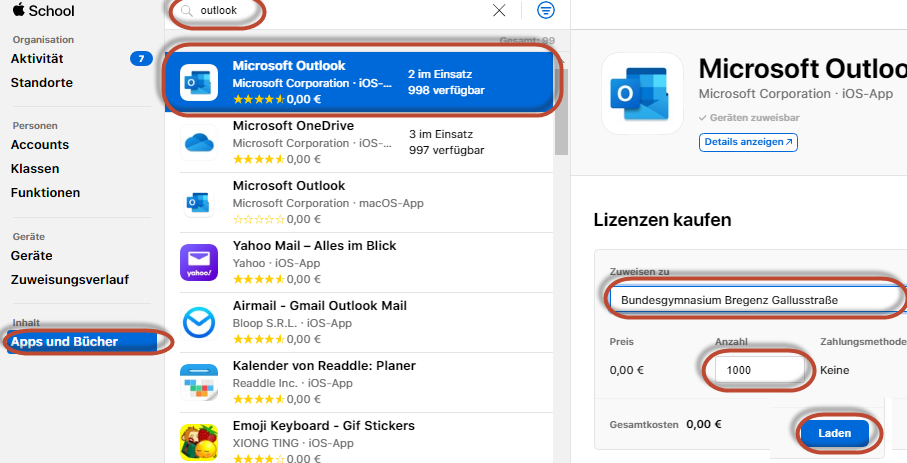 School
Organisation
Aktivität 7
Standorte
Personen
Accounts
Klassen
Funktionen
Geräte
Geräte
Zuweisungsverlauf
Inhalt
Apps und Bücher
outlook
Gesamt: 99
Microsoft Outlook
Microsoft Corporation · iOS-...
0,00 €
2 im Einsatz
998 verfügbar
Microsoft OneDrive
Microsoft Corporation · iOS-...
0,00 €
3 im Einsatz
997 verfügbar
Microsoft Outlook
Microsoft Corporation · macOS-App
0,00 €
yahoo!
Yahoo Mail – Alles im Blick
Yahoo · iOS-App
0,00 €
Airmail - Gmail Outlook Mail
Bloop S.R.L. · iOS-App
0,00 €
Kalender von Readdle: Planer
Readdle Inc. · iOS-App
0,00 €
Emoji Keyboard - Gif Stickers
XIONG TING · iOS-App
0,00 €
Microsoft Outloo
Microsoft Corporation · iOS-App
✓ Geräten zuweisbar
Details anzeigen ↗
Lizenzen kaufen
Zuweisen zu
Bundesgymnasium Bregenz Gallusstraße
Preis Anzahl Zahlungsmethode
0,00 € 1000 Keine
Gesamtkosten 0,00 €
Laden